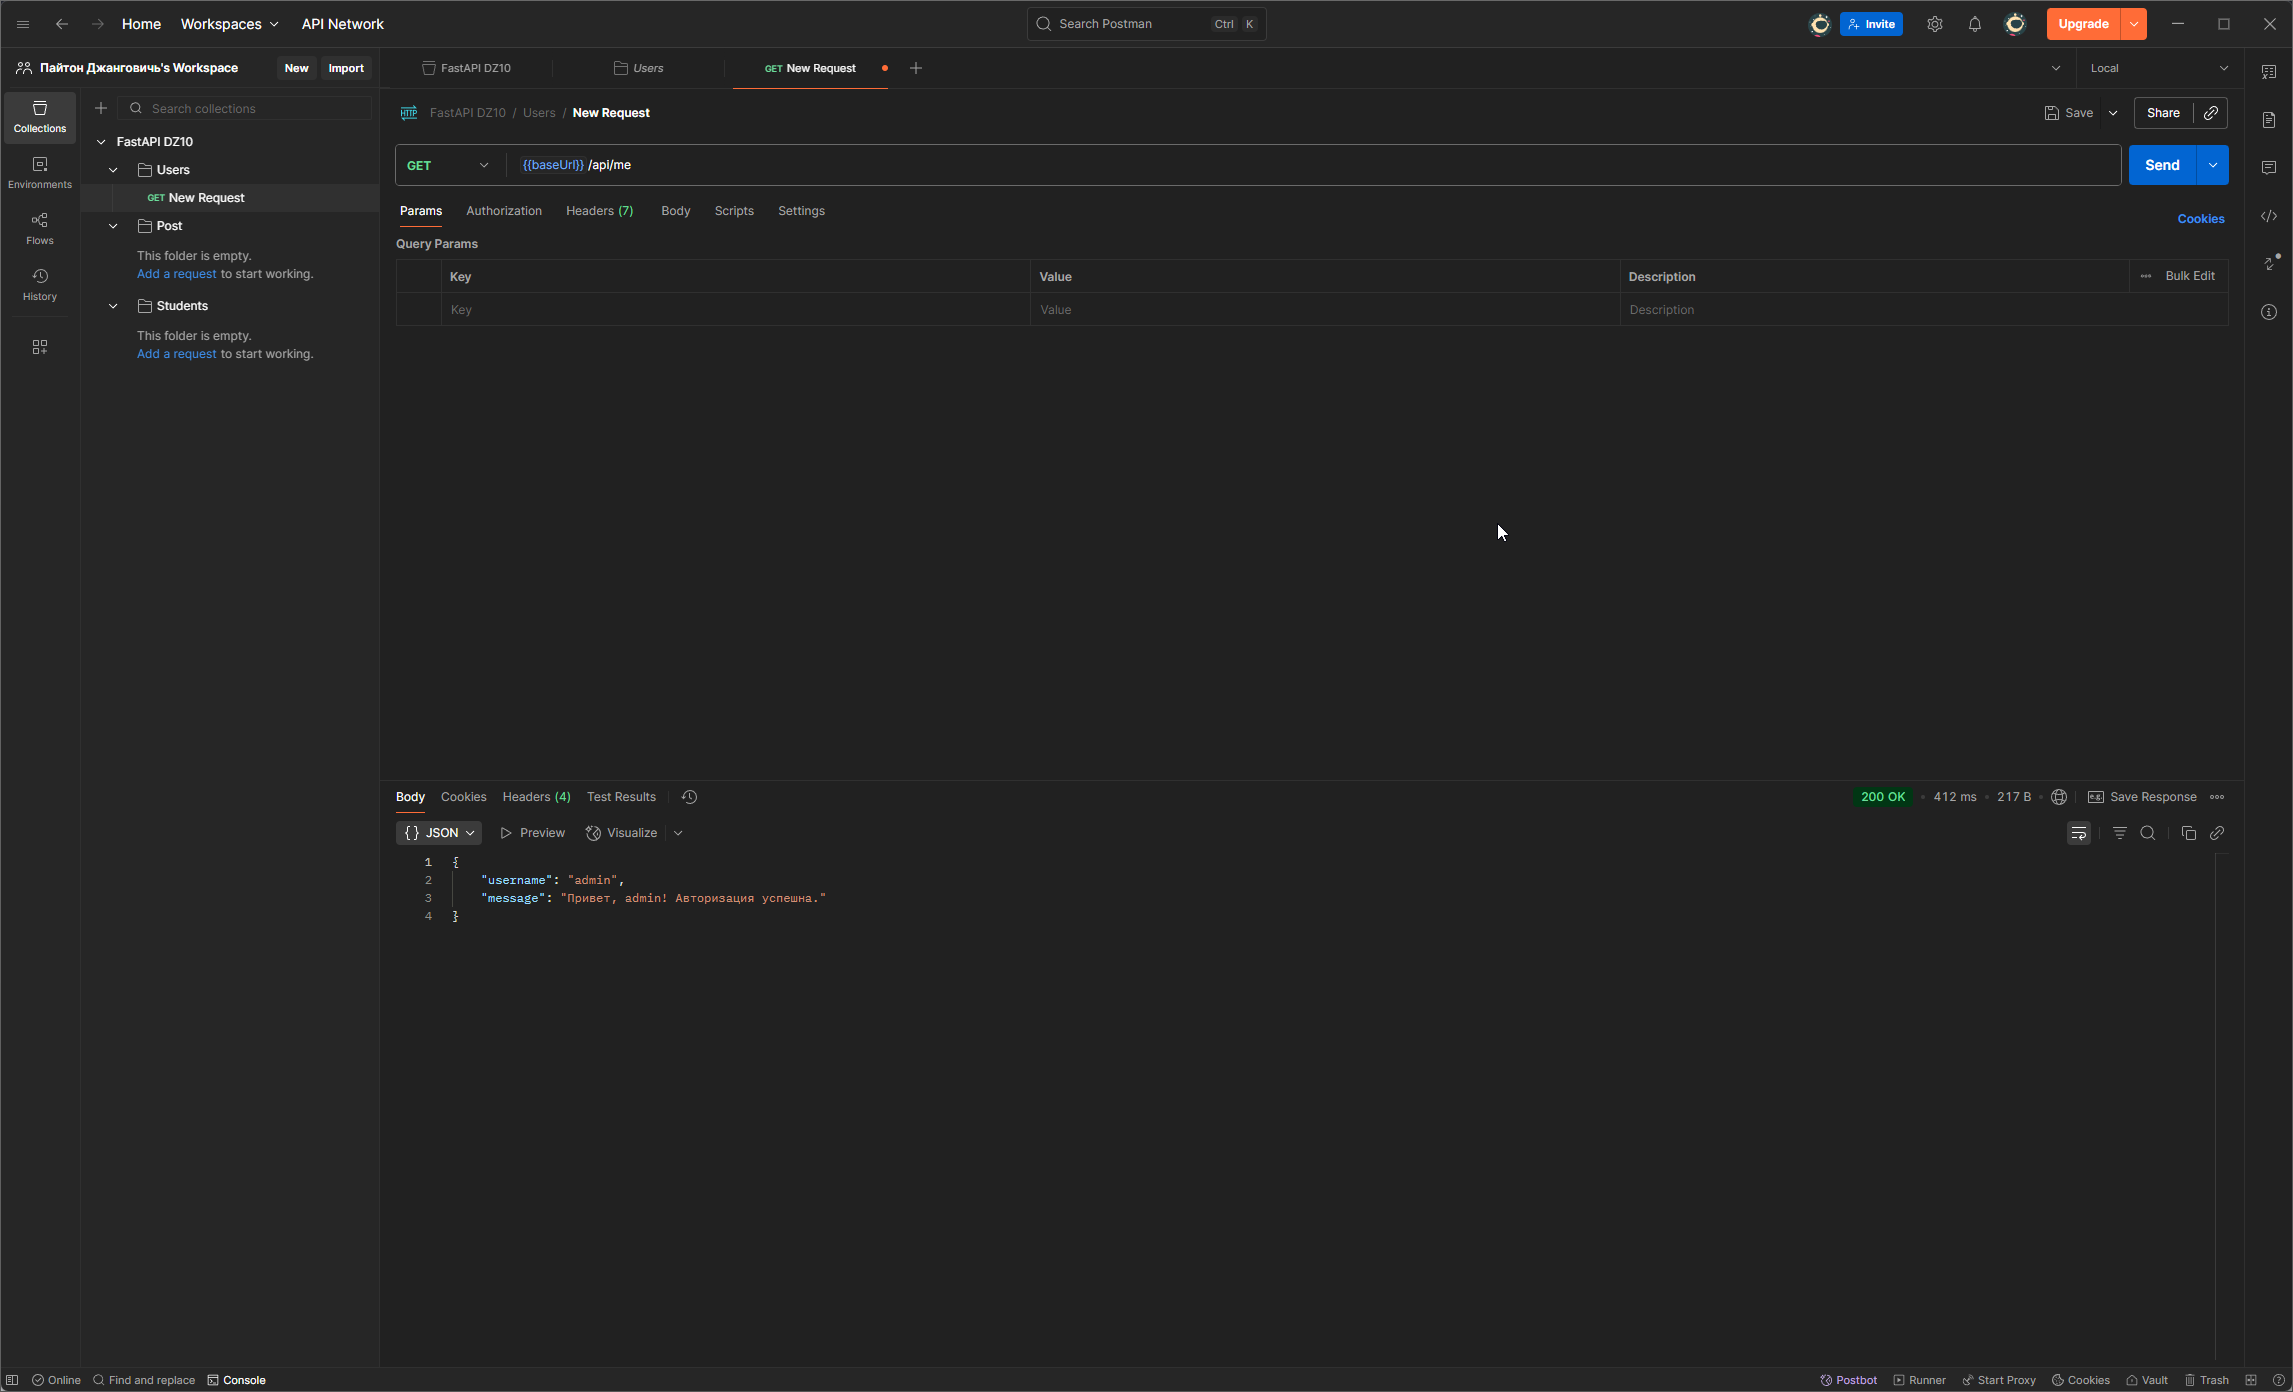 Home Workspaces API Network Search Postman Ctrl K Invite Upgrade
Пайтон Джанговичь's Workspace New Import FastAPI DZ10 Users GET New Request Local
Collections
Environments
Flows
History
Search collections
FastAPI DZ10
Users
GET New Request
Post
This folder is empty.
Add a request to start working.
Students
This folder is empty.
Add a request to start working.
HTTP FastAPI DZ10 / Users / New Request Save Share
GET {{baseUrl}} /api/me Send
Params Authorization Headers (7) Body Scripts Settings Cookies
Query Params
Key Value Description Bulk Edit
Key Value Description
Body Cookies Headers (4) Test Results 200 OK 412 ms 217 B e.g. Save Response
{} JSON Preview Visualize
1 {
2 "username": "admin",
3 "message": "Привет, admin! Авторизация успешна."
4 }
Online Find and replace Console Postbot Runner Start Proxy Cookies Vault Trash